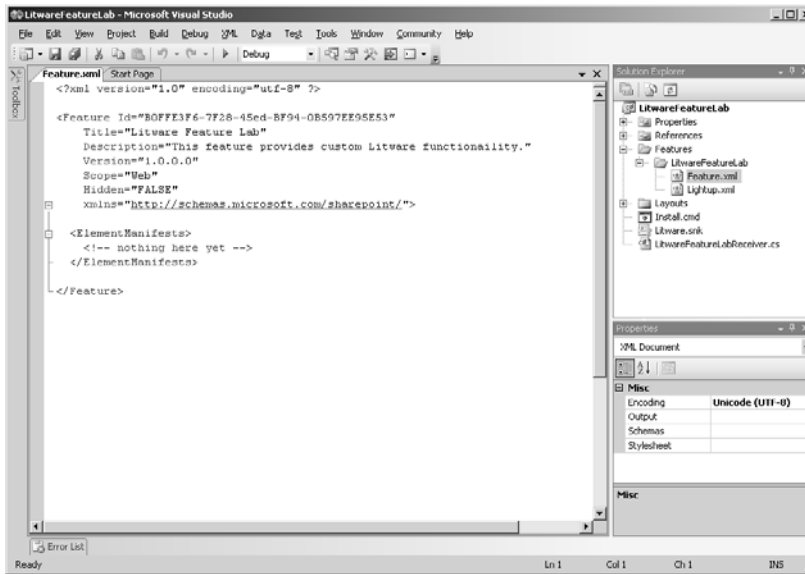 LitwareFeatureLab - Microsoft Visual Studio
File Edit View Project Build Debug XML Data Test Tools Window Community Help
Debug
Toolbox
Feature.xml Start Page
<?xml version="1.0" encoding="utf-8" ?>
<Feature Id="B0FFE3F6-7F28-45ed-BF94-0B597EE95E53"
Title="Litware Feature Lab"
Description="This feature provides custom Litware functionaility."
Version="1.0.0.0"
Scope="Web"
Hidden="FALSE"
xmlns="http://schemas.microsoft.com/sharepoint/">
<ElementManifests>
<!-- nothing here yet -->
</ElementManifests>
</Feature>
Solution Explorer
LitwareFeatureLab
Properties
References
Features
LitwareFeatureLab
Feature.xml
Lightup.xml
Layouts
Install.cmd
Litware.snk
LitwareFeatureLabReceiver.cs
Properties
XML Document
Misc
Encoding Unicode (UTF-8)
Output
Schemas
Stylesheet
Misc
Error List
Ready Ln 1 Col 1 Ch 1 INS